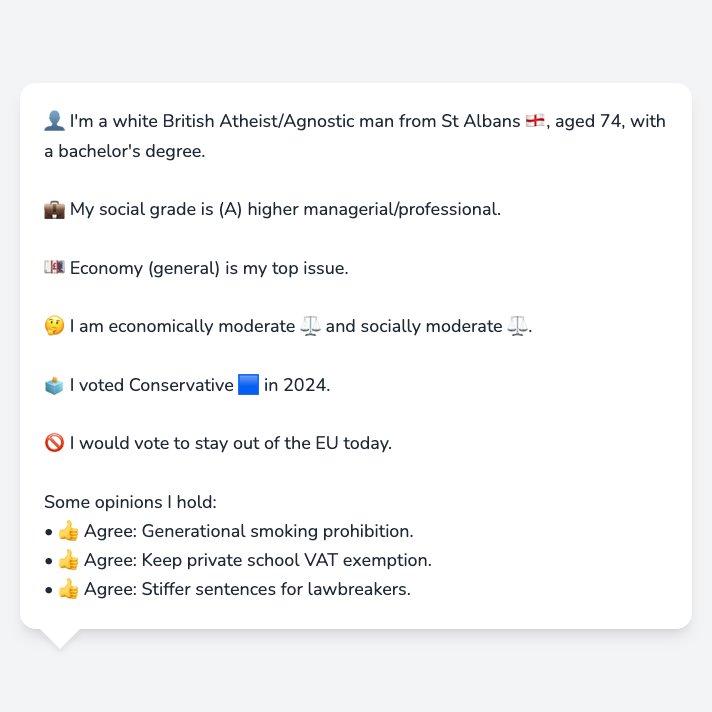 👤 I'm a white British Atheist/Agnostic man from St Albans 🏴󠁧󠁢󠁥󠁮󠁧󠁿, aged 74, with
a bachelor's degree.
💼 My social grade is (A) higher managerial/professional.
💷 Economy (general) is my top issue.
🤔 I am economically moderate ⚖️ and socially moderate ⚖️.
🗳️ I voted Conservative 🟦 in 2024.
🚫 I would vote to stay out of the EU today.
Some opinions I hold:
• 👍 Agree: Generational smoking prohibition.
• 👍 Agree: Keep private school VAT exemption.
• 👍 Agree: Stiffer sentences for lawbreakers.